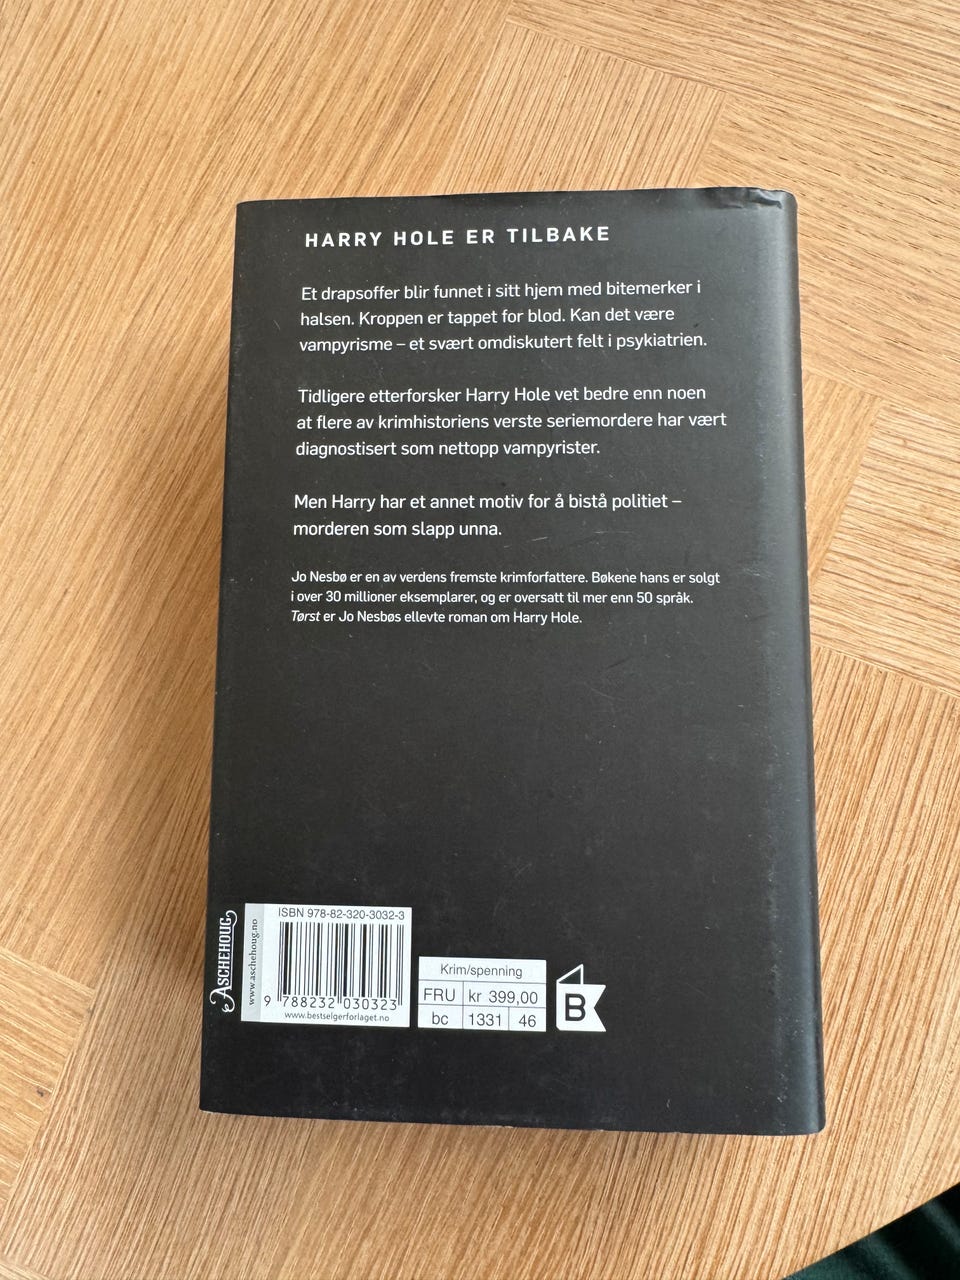 HARRY HOLE ER TILBAKE
Et drapsoffer blir funnet i sitt hjem med bitemerker i
halsen. Kroppen er tappet for blod. Kan det være
vampyrisme – et svært omdiskutert felt i psykiatrien.
Tidligere etterforsker Harry Hole vet bedre enn noen
at flere av krimhistoriens verste seriemordere har vært
diagnostisert som nettopp vampyrister.
Men Harry har et annet motiv for å bistå politiet –
morderen som slapp unna.
Jo Nesbø er en av verdens fremste krimforfattere. Bøkene hans er solgt
i over 30 millioner eksemplarer, og er oversatt til mer enn 50 språk.
Tørst er Jo Nesbøs ellevte roman om Harry Hole.
ASCHEHOUG
www.aschehoug.no
ISBN 978-82-320-3032-3
9 788232 030323
www.bestselgerforlaget.no
Krim/spenning
FRU kr 399,00
bc 1331 46
B